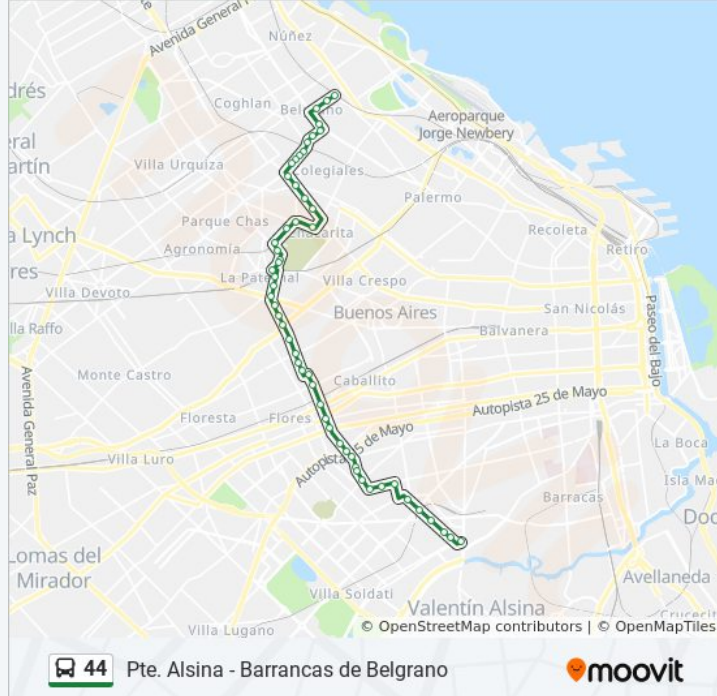 Avenida General P
Núñez
drés
Coghlan
Belgrano
Aeroparque
Jorge Newbery
eral
artín
Villa Urquiza
Colegiales
Palermo
Parque Chas
Recoleta
a Lynch
Agronomía
Retiro
res
La Paternal
Villa Crespo
Villa Devoto
Buenos Aires
San Nicolás
Paseo del Bajo
illa Raffo
Balvanera
Monte Castro
Caballito
Avenida General Paz
Autopista 25 de Mayo
Floresta
Flores
Autopista 25 de Mayo
La Boca
Villa Luro
Isla Ma
Barracas
Doc
Lomas del
Mirador
Avellaneda
Villa Soldati
Valentín Alsina
Crucerit
Villa Lugano
© OpenStreetMap contributors | © OpenMapTiles
44 Pte. Alsina - Barrancas de Belgrano
moovit